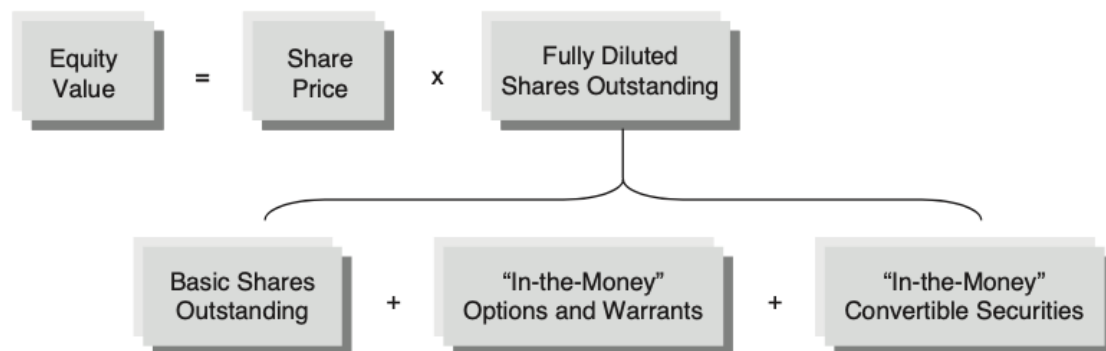 Equity
Value
=
Share
Price
x
Fully Diluted
Shares Outstanding
Basic Shares
Outstanding
+
“In-the-Money”
Options and Warrants
+
“In-the-Money”
Convertible Securities